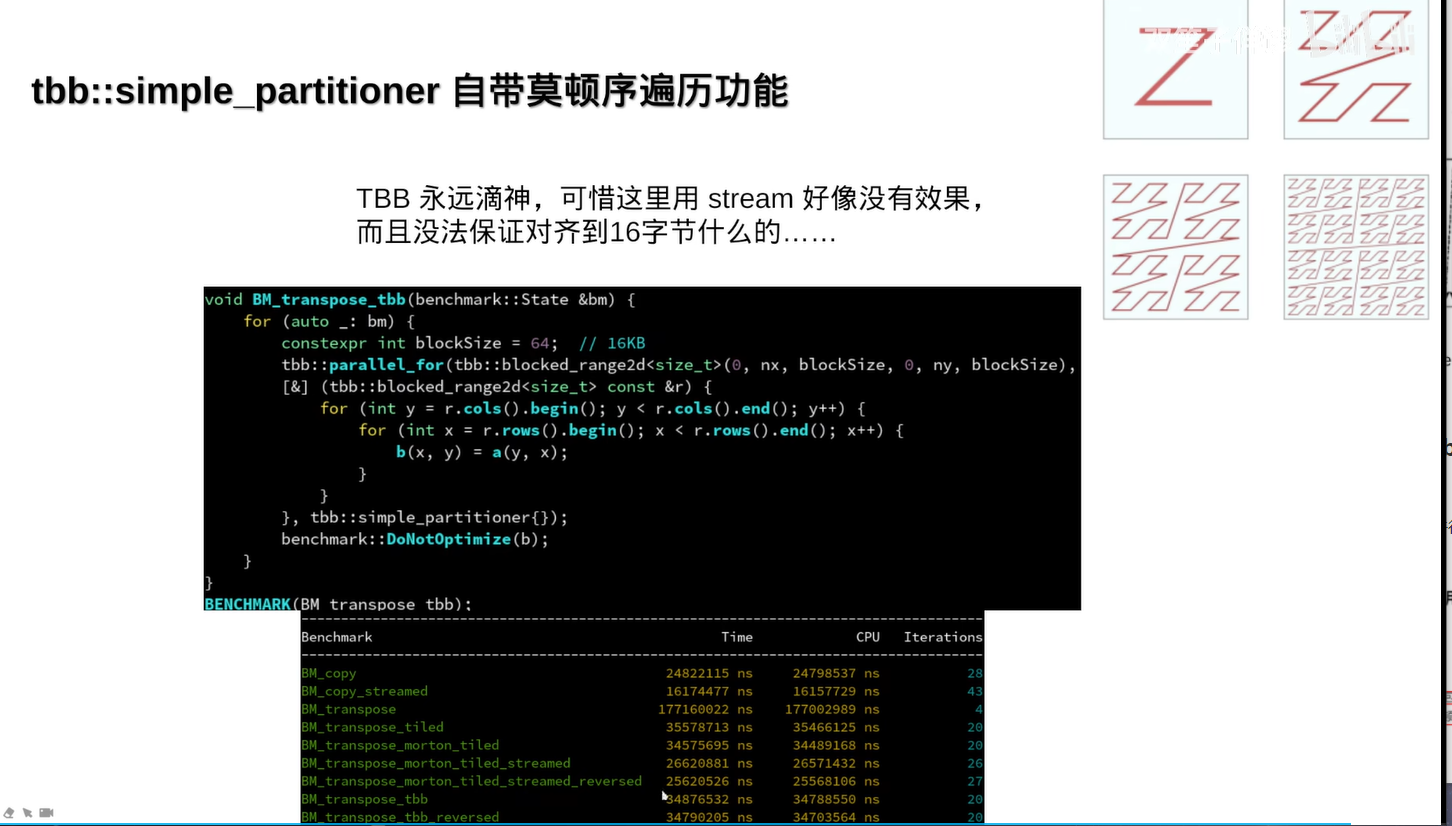 tbb::simple_partitioner 自带莫顿序遍历功能
TBB 永远滴神，可惜这里用 stream 好像没有效果，
而且没法保证对齐到16字节什么的……
void BM_transpose_tbb(benchmark::State &bm) {
    for (auto _: bm) {
        constexpr int blockSize = 64;  // 16KB
        tbb::parallel_for(tbb::blocked_range2d<size_t>(0, nx, blockSize, 0, ny, blockSize),
        [&] (tbb::blocked_range2d<size_t> const &r) {
            for (int y = r.cols().begin(); y < r.cols().end(); y++) {
                for (int x = r.rows().begin(); x < r.rows().end(); x++) {
                    b(x, y) = a(y, x);
                }
            }
        }, tbb::simple_partitioner{});
        benchmark::DoNotOptimize(b);
    }
}
BENCHMARK(BM_transpose_tbb);
Benchmark Time CPU Iterations
BM_copy 24822115 ns 24798537 ns 28
BM_copy_streamed 16174477 ns 16157729 ns 43
BM_transpose 177160022 ns 177002989 ns 4
BM_transpose_tiled 35578713 ns 35466125 ns 20
BM_transpose_morton_tiled 34575695 ns 34489168 ns 20
BM_transpose_morton_tiled_streamed 26620881 ns 26571432 ns 26
BM_transpose_morton_tiled_streamed_reversed 25620526 ns 25568106 ns 27
BM_transpose_tbb 34876532 ns 34788550 ns 20
BM_transpose_tbb_reversed 34790205 ns 34703564 ns 20